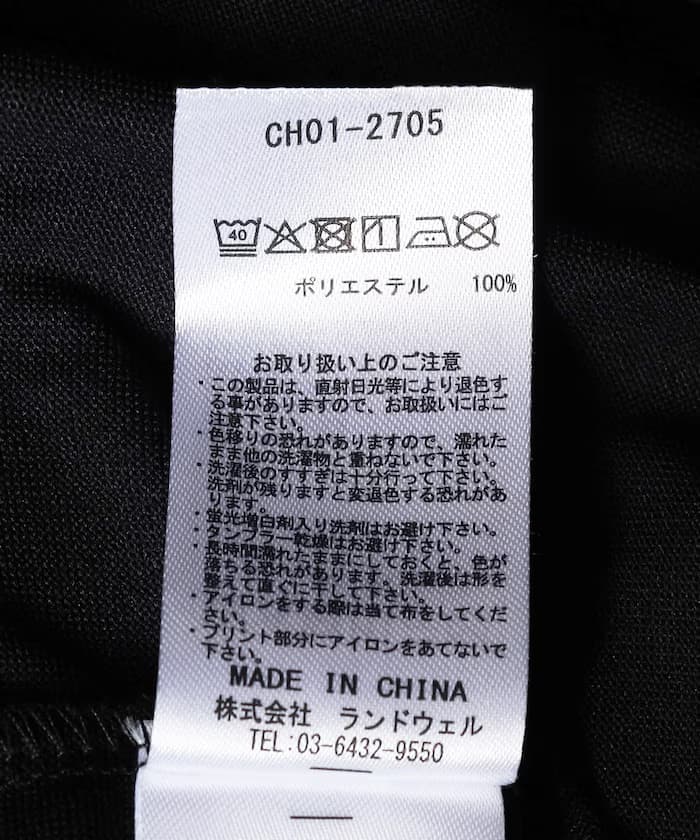 CH01-2705
40
ポリエステル 100%
お取り扱い上のご注意
・この製品は、直射日光等により退色す
る事がありますので、お取扱いにはご
注意下さい。
・色移りの恐れがありますので、濡れた
まま他の洗濯物と重ねないで下さい。
・洗濯後のすすぎは十分行って下さい。
洗剤が残りますと変退色する恐れがあ
ります。
・蛍光増白剤入り洗剤はお避け下さい。
・タンブラー乾燥はお避け下さい。
・長時間濡れたままにしておくと、色が
落ちる恐れがあります。洗濯後は形を
整えて直ぐに干して下さい。
・アイロンをする際は当て布をしてくだ
さい。
・プリント部分にアイロンをあてないで
下さい。
MADE IN CHINA
株式会社 ランドウェル
TEL:03-6432-9550